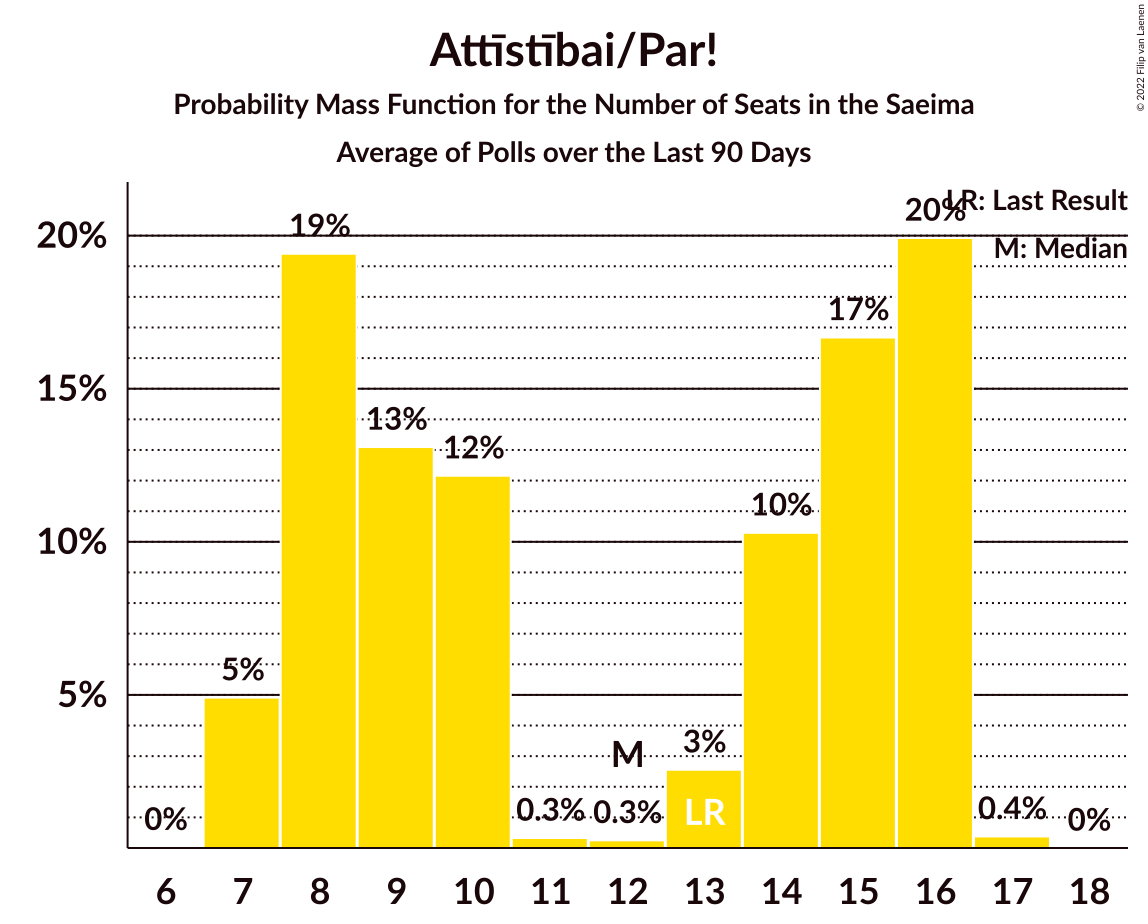 Attīstībai/Par!
Probability Mass Function for the Number of Seats in the Saeima
Average of Polls over the Last 90 Days
© 2022 Filip van Laenen
LR: Last Result
M: Median
20%
15%
10%
5%
0%
5%
19%
13%
12%
0.3%
0.3%
3%
10%
17%
20%
0.4%
0%
M
LR
6 7 8 9 10 11 12 13 14 15 16 17 18